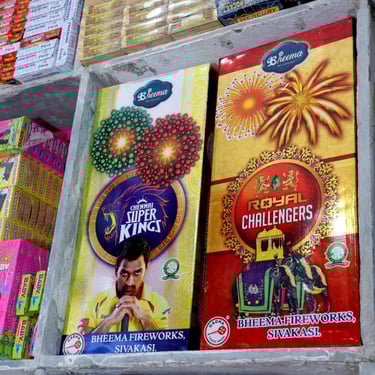 Bheema
CHENNAI
SUPER
KINGS
BHEEMA FIREWORKS,
SIVAKASI.
Bheema
ROYAL
CHALLENGERS
BHEEMA FIREWORKS,
SIVAKASI.